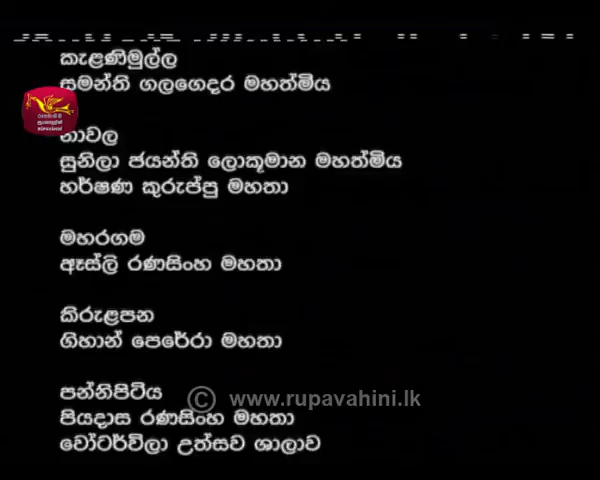 කැළණිමුල්ල
සමන්ති ගලගෙදර මහත්මිය
නාවල
සුනිලා ජයන්ති ලොකුමාන මහත්මිය
හර්ෂණ කුරුප්පු මහතා
මහරගම
ඇස්ලි රණසිංහ මහතා
කිරුළපන
ගිහාන් පෙරේරා මහතා
පන්නිපිටිය
© www.rupavahini.lk
පියදාස රණසිංහ මහතා
වෝටර්විලා උත්සව ශාලාව